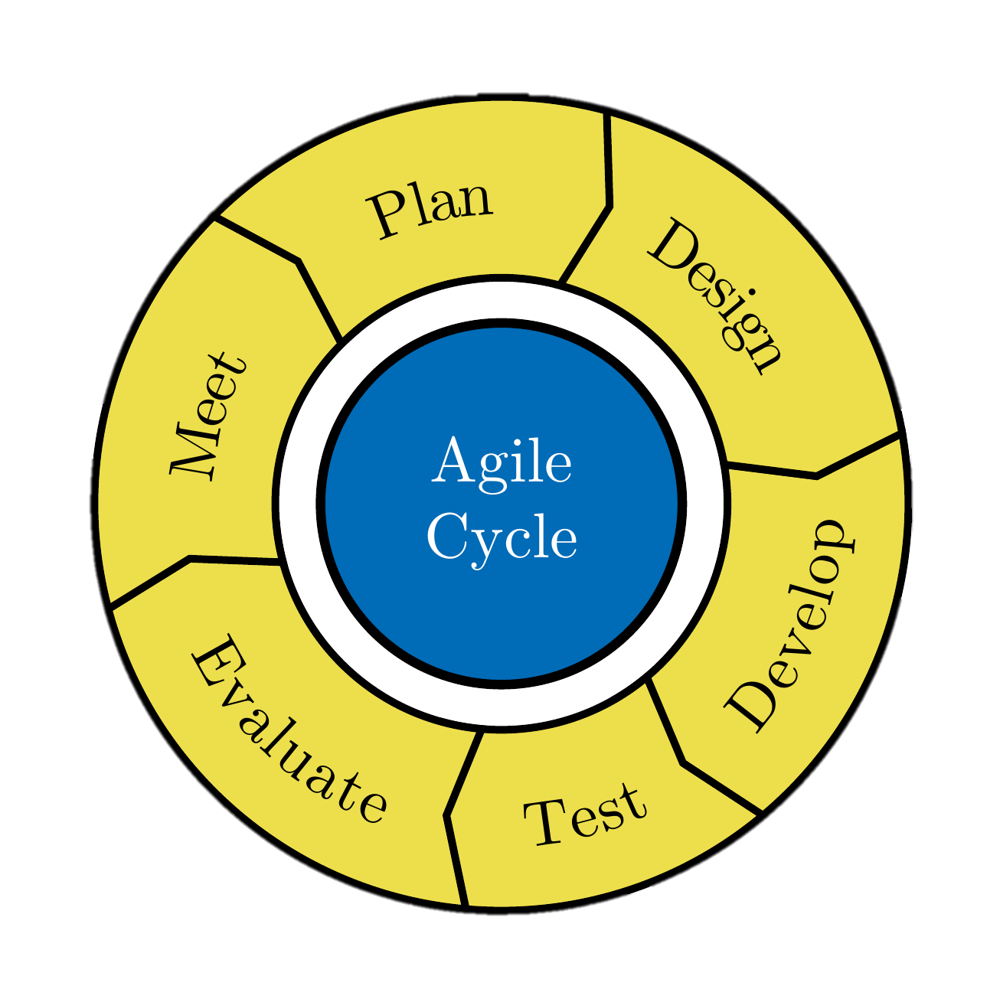 Plan
Design
Develop
Test
Evaluate
Meet
Agile
Cycle